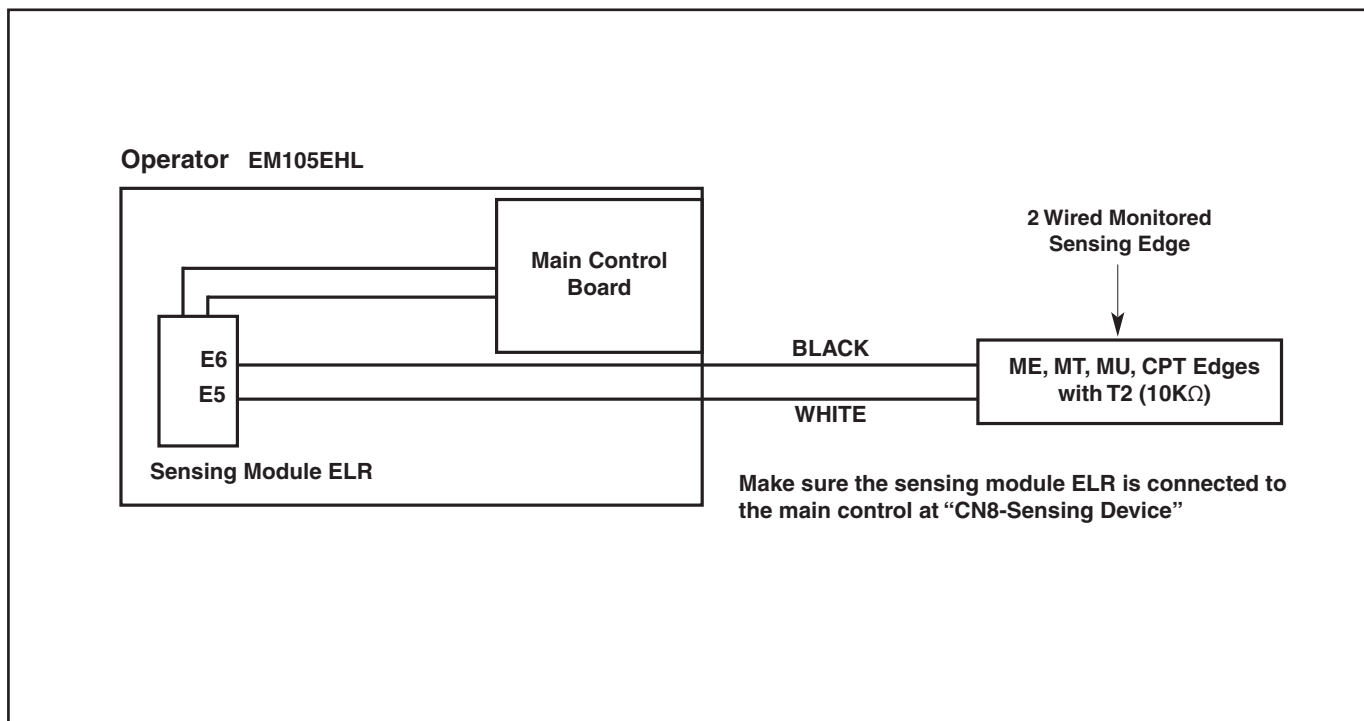 Operator EM105EHL
Main Control
Board
E6
E5
Sensing Module ELR
BLACK
WHITE
2 Wired Monitored
Sensing Edge
ME, MT, MU, CPT Edges
with T2 (10KΩ)
Make sure the sensing module ELR is connected to
the main control at “CN8-Sensing Device”